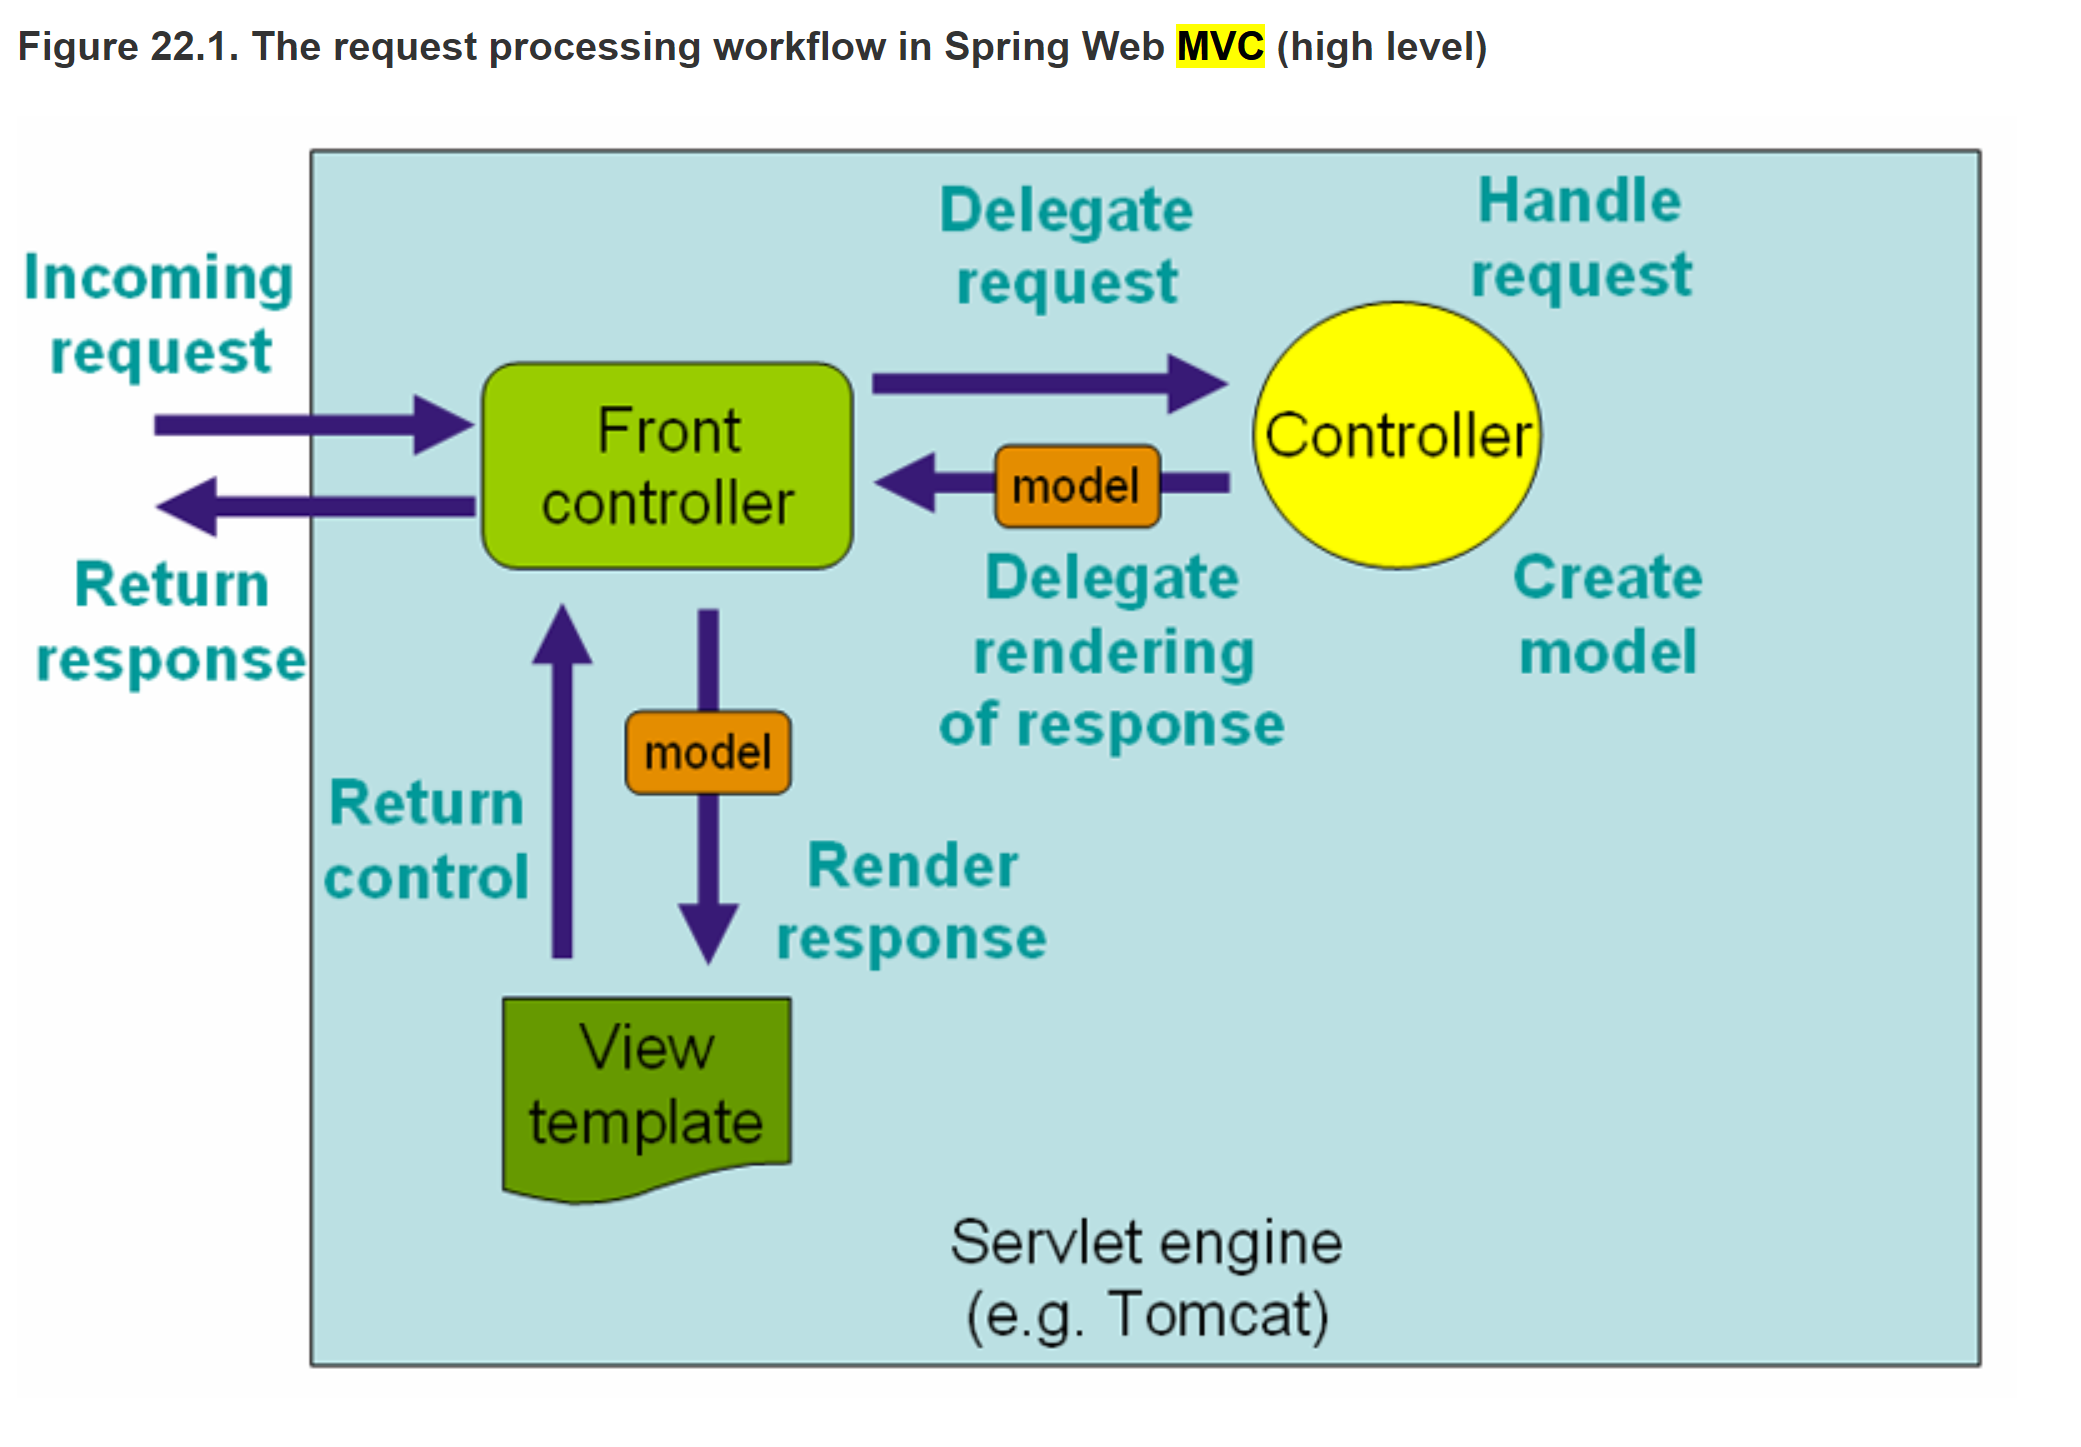 Figure 22.1. The request processing workflow in Spring Web MVC (high level)
Incoming
request
Return
response
Front
controller
Delegate
request
Handle
request
Controller
model
Delegate
rendering
of response
Create
model
Return
control
model
Render
response
View
template
Servlet engine
(e.g. Tomcat)